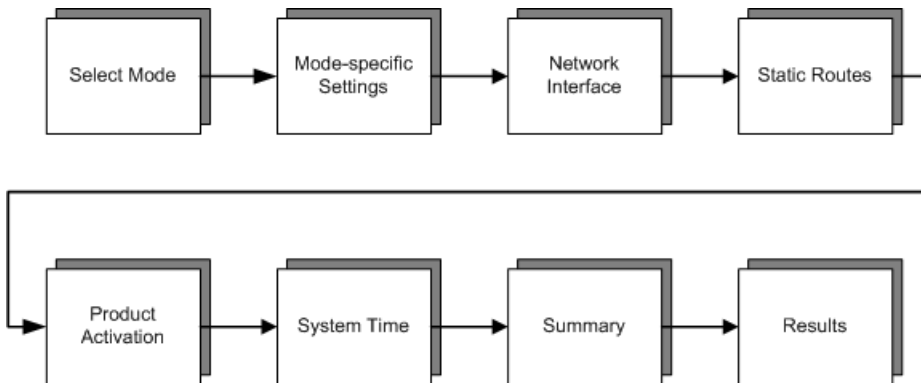 Select Mode
Mode-specific
Settings
Network
Interface
Static Routes
Product
Activation
System Time
Summary
Results